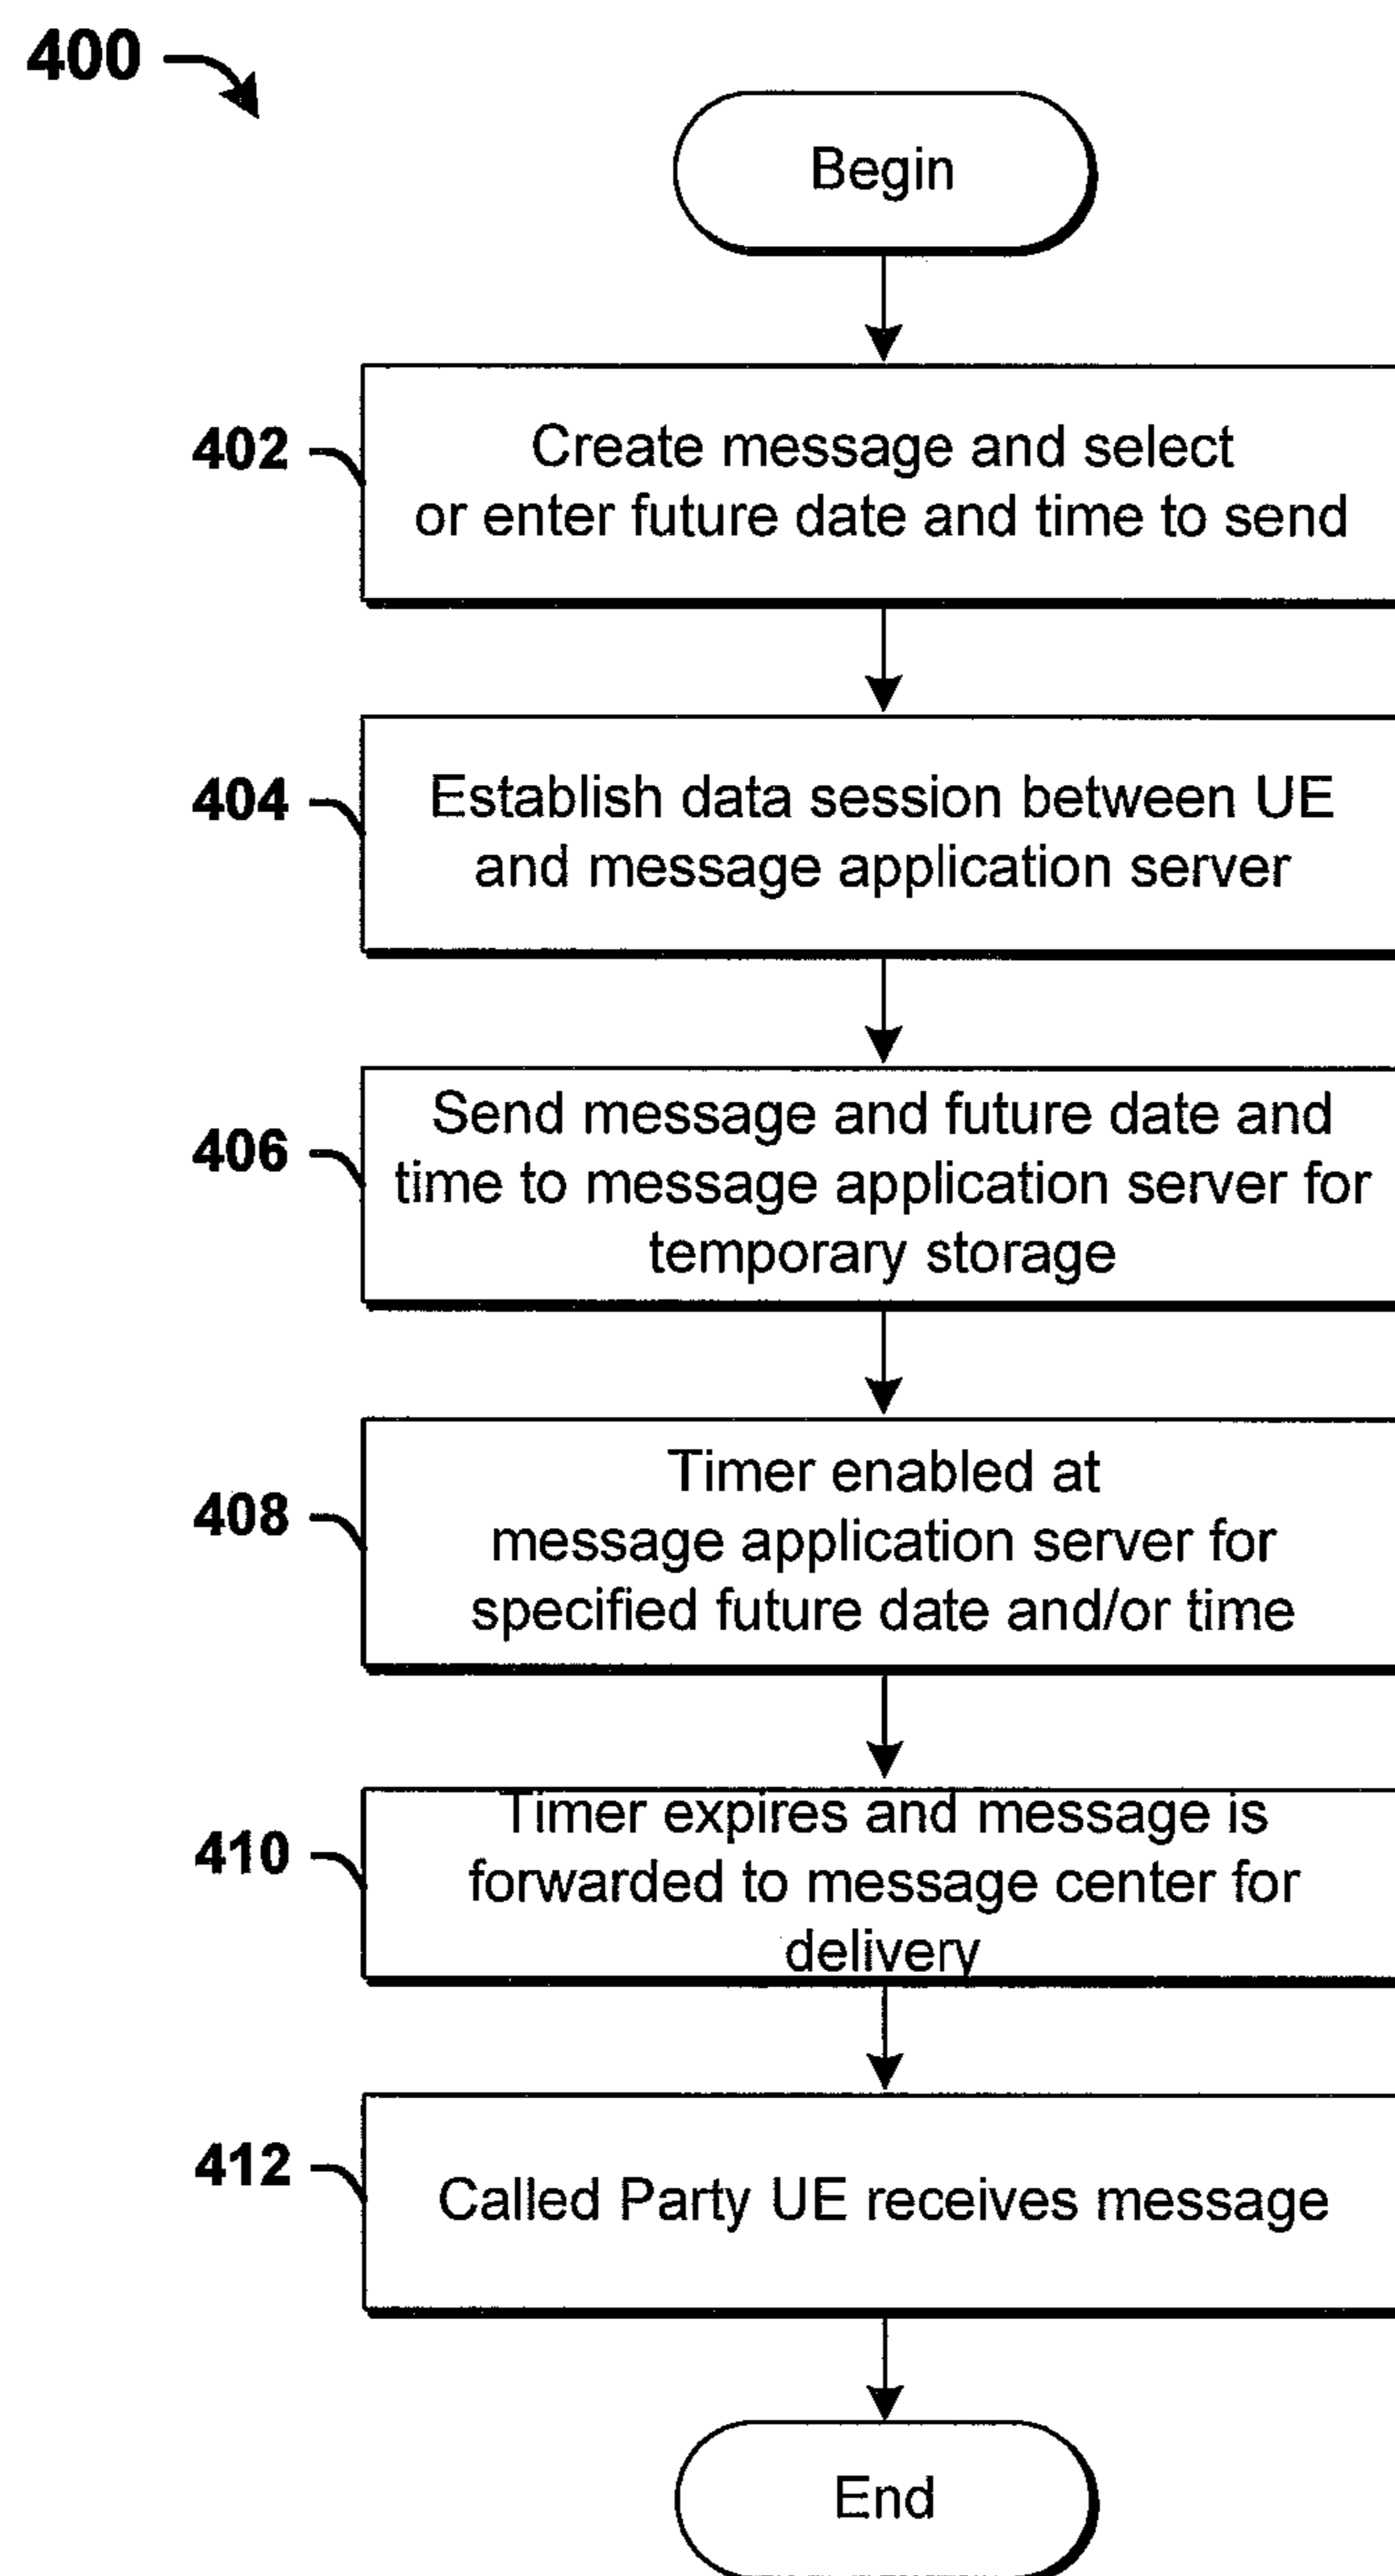 400
Begin
402
Create message and select
or enter future date and time to send
404
Establish data session between UE
and message application server
406
Send message and future date and
time to message application server for
temporary storage
408
Timer enabled at
message application server for
specified future date and/or time
410
Timer expires and message is
forwarded to message center for
delivery
412
Called Party UE receives message
End